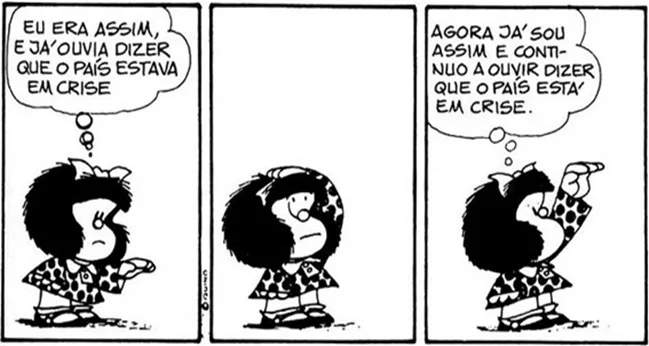 EU ERA ASSIM,
E JÁ OUVIA DIZER
QUE O PAÍS ESTAVA
EM CRISE
QUINO
AGORA JÁ SOU
ASSIM E CONTI-
NUO A OUVIR DIZER
QUE O PAÍS ESTÁ
EM CRISE.